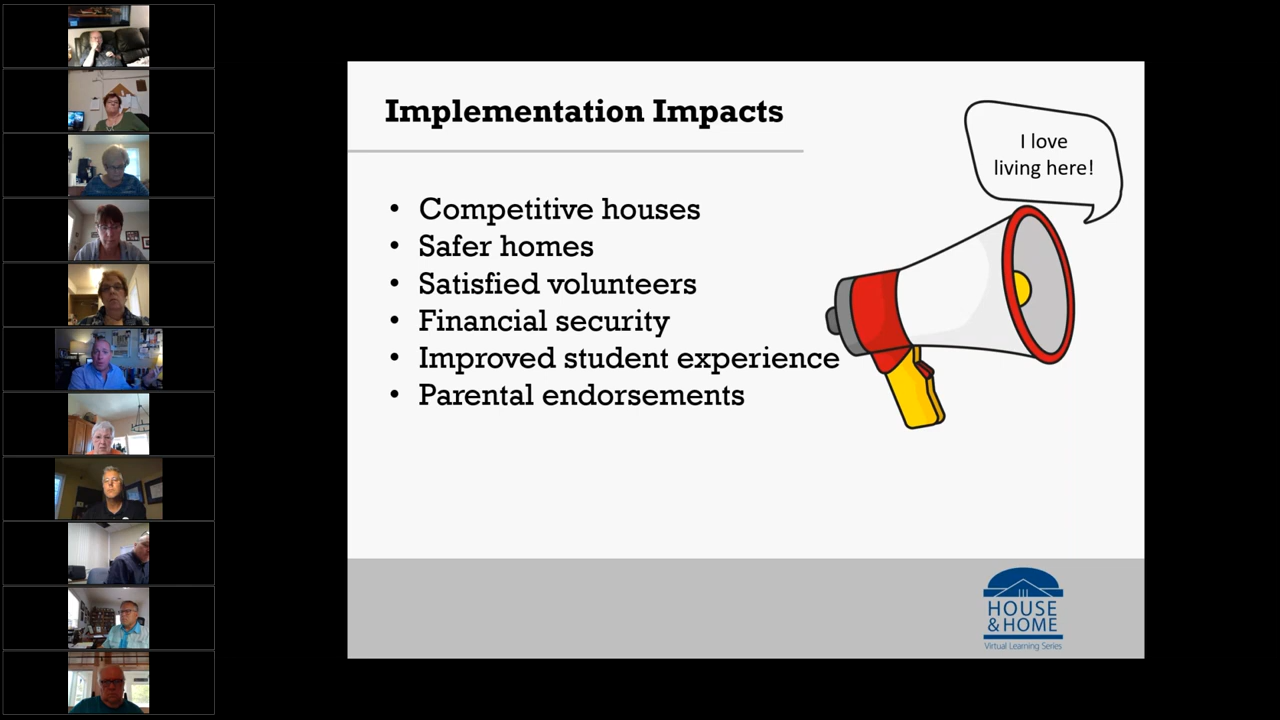 Implementation Impacts
I love
living here!
• Competitive houses
• Safer homes
• Satisfied volunteers
• Financial security
• Improved student experience
• Parental endorsements
HOUSE
& HOME
Virtual Learning Series